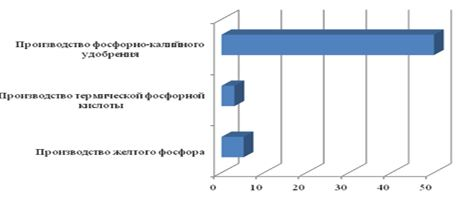 Производство фосфорно-калийного
удобрения
Производство термической фосфорной
кислоты
Производство желтого фосфора
0 10 20 30 40 50